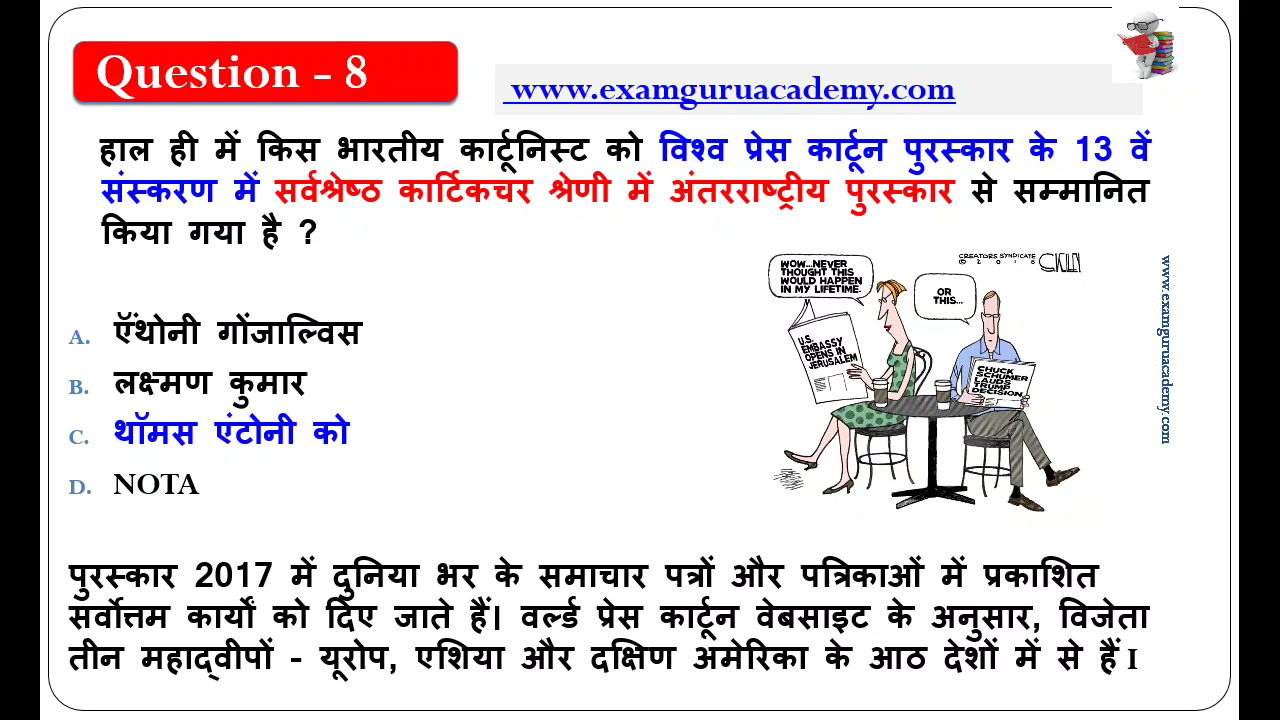 Question - 8
www.examguruacademy.com
हाल ही में किस भारतीय कार्टूनिस्ट को विश्व प्रेस कार्टून पुरस्कार के 13 वें
संस्करण में सर्वश्रेष्ठ कार्टिकचर श्रेणी में अंतरराष्ट्रीय पुरस्कार से सम्मानित
किया गया है ?
A. ऍंथोनी गोंजाल्विस
B. लक्ष्मण कुमार
C. थॉमस एंटोनी को
D. NOTA
CREATORS SYNDICATE
© 2018
WOW...NEVER
THOUGHT THIS
WOULD HAPPEN
IN MY LIFETIME.
OR
THIS...
U.S.
EMBASSY
OPENS IN
JERUSALEM
CHUCK
SCHUMER
LAUDS
TRUMP
DECISION
www.examguruacademy.com
पुरस्कार 2017 में दुनिया भर के समाचार पत्रों और पत्रिकाओं में प्रकाशित
सर्वोत्तम कार्यों को दिए जाते हैं। वर्ल्ड प्रेस कार्टून वेबसाइट के अनुसार, विजेता
तीन महाद्वीपों - यूरोप, एशिया और दक्षिण अमेरिका के आठ देशों में से हैं I